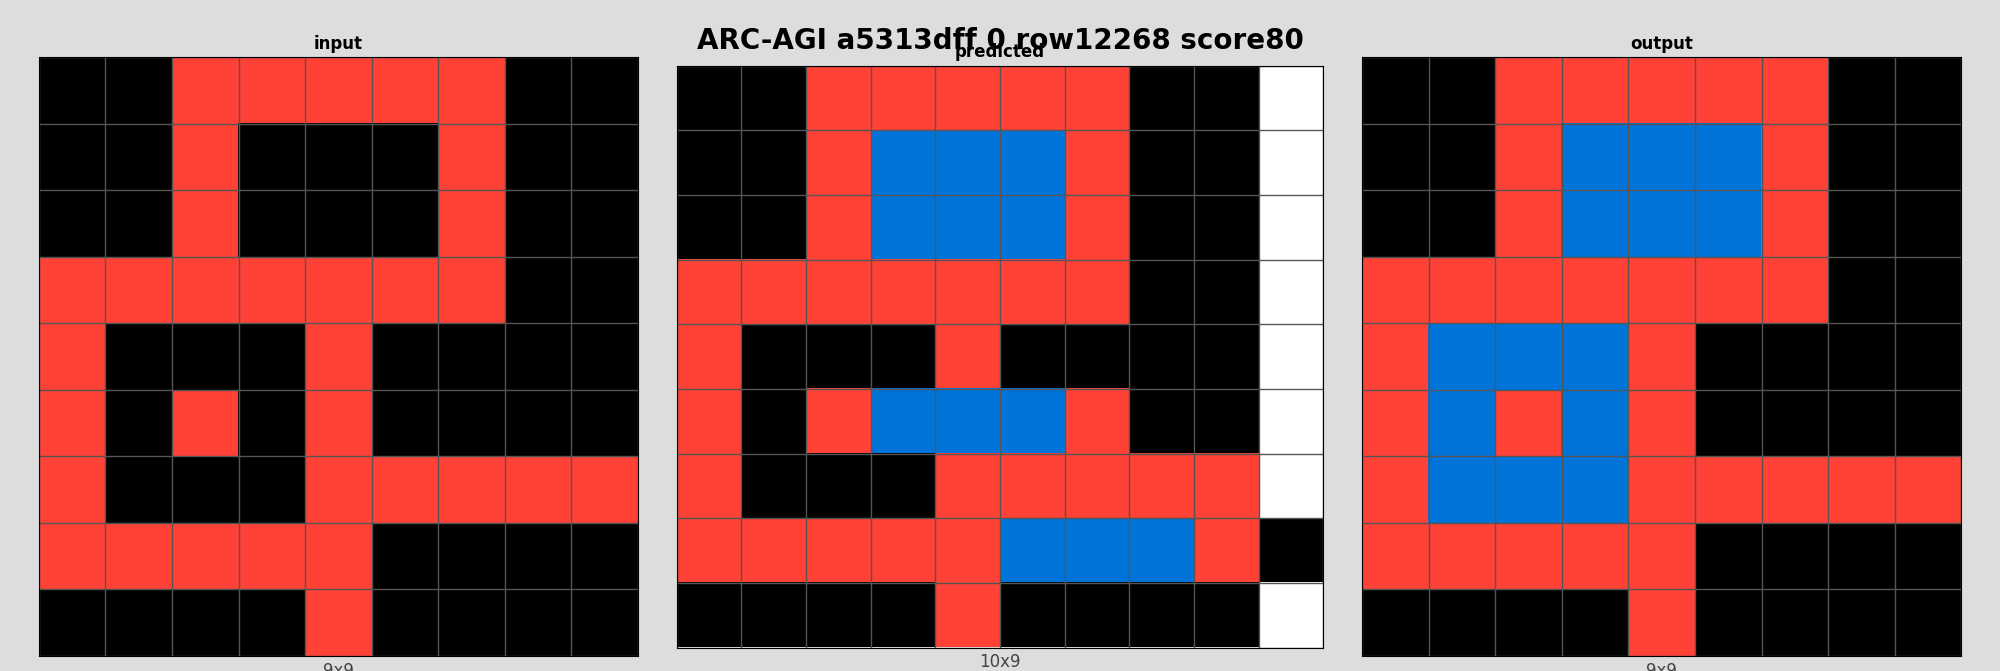 ARC-AGI a5313dff 0 row12268 score80
input
predicted
output
9x9
10x9
9x9